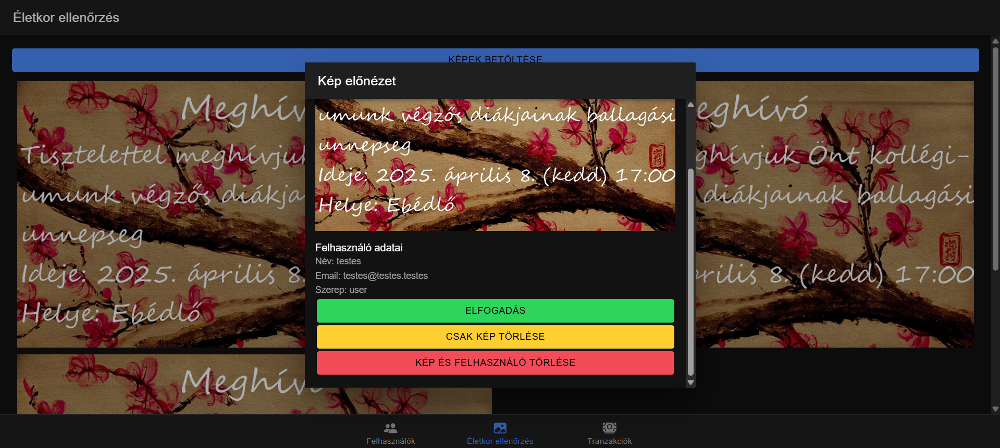 Életkor ellenőrzés
KÉPEK BETÖLTÉSE
Meghív
Tisztelettel meghívjuk
umunk végzős diákja
unnepseg
Ideje: 2025. április 8.
Helye: Ebédlő
Meghívó
Kép előnézet
umunk végzős diákjainak ballagási
unnepseg
Ideje: 2025. április 8. (kedd) 17:00
Helye: Ebédlő
Felhasználó adatai
Név: testes
Email: testes@testes.testes
Szerep: user
ELFOGADÁS
CSAK KÉP TÖRLÉSE
KÉP ÉS FELHASZNÁLÓ TÖRLÉSE
eghívó
ghívjuk Önt kollégi-
diákjainak ballagási
prilis 8. (kedd) 17:00
Felhasználók
Életkor ellenőrzés
Tranzakciók